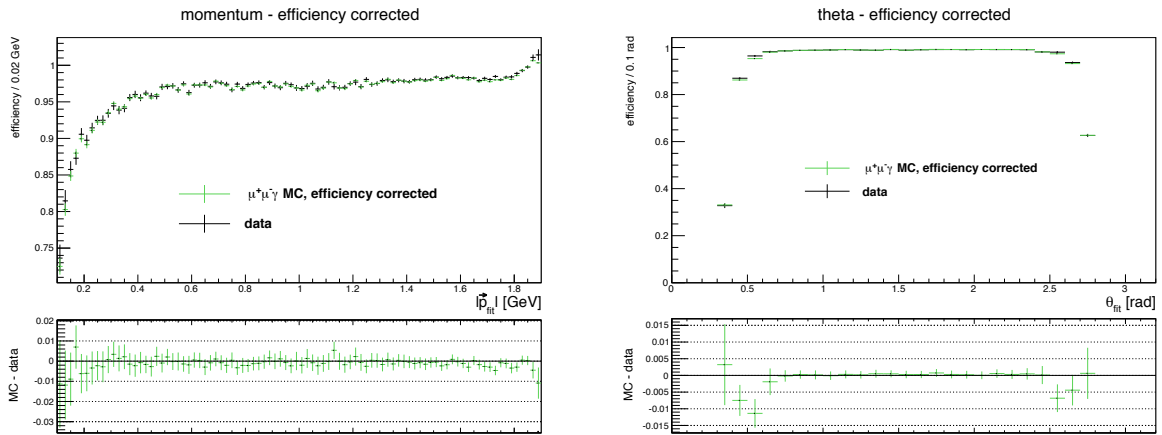 momentum - efficiency corrected
efficiency / 0.02 GeV
1
0.95
0.9
0.85
0.8
0.75
μ⁺μ⁻γ MC, efficiency corrected
data
0.2 0.4 0.6 0.8 1 1.2 1.4 1.6 1.8
|p⃗_fit| [GeV]
MC - data
0.02
0.01
0
-0.01
-0.02
-0.03
theta - efficiency corrected
efficiency / 0.1 rad
1
0.8
0.6
0.4
0.2
0
μ⁺μ⁻γ MC, efficiency corrected
data
0 0.5 1 1.5 2 2.5 3
θ_fit [rad]
MC - data
0.015
0.01
0.005
0
-0.005
-0.01
-0.015